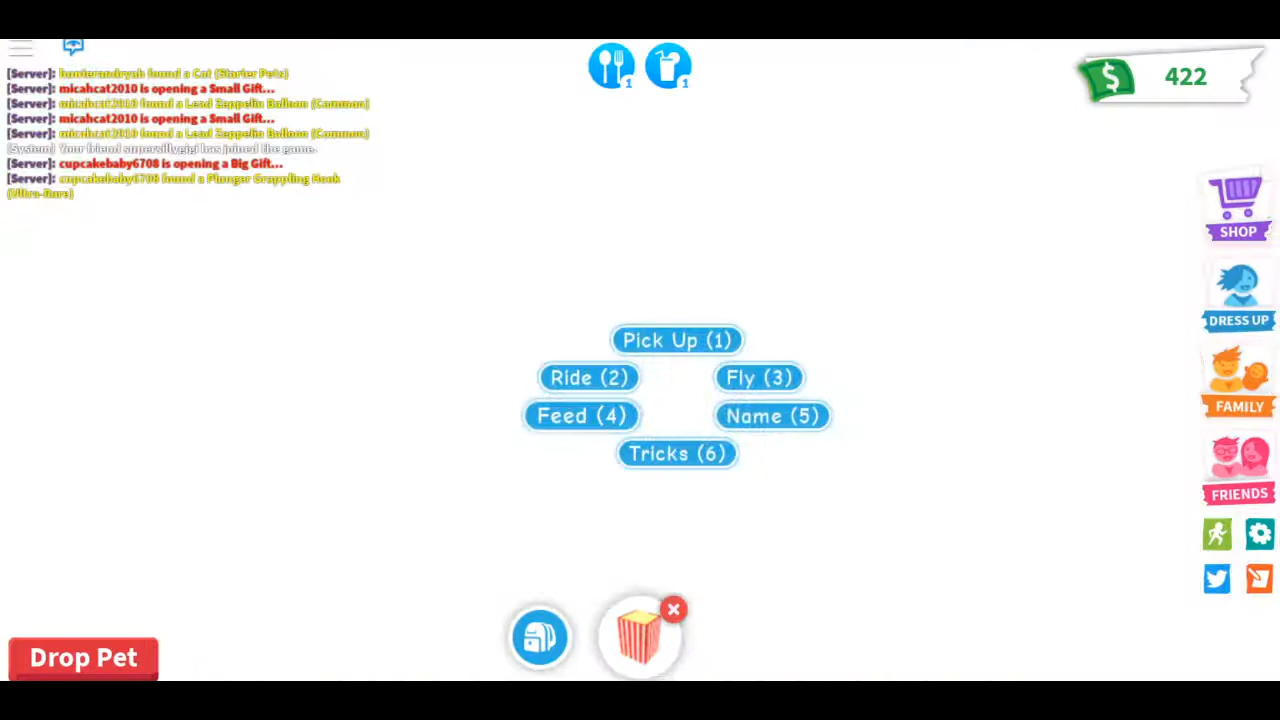 [Server]: hunterandryah found a Cat (Starter Pets)
[Server]: micahcat2010 is opening a Small Gift...
[Server]: micahcat2010 found a Lead Zeppelin Balloon (Common)
[Server]: micahcat2010 is opening a Small Gift...
[Server]: micahcat2010 found a Lead Zeppelin Balloon (Common)
[System] Your friend supersillygigi has joined the game.
[Server]: cupcakebaby6708 is opening a Big Gift...
[Server]: cupcakebaby6708 found a Plunger Grappling Hook
(Ultra-Rare)
1
1
422
SHOP
DRESS UP
FAMILY
FRIENDS
Pick Up (1)
Ride (2)
Fly (3)
Feed (4)
Name (5)
Tricks (6)
Drop Pet